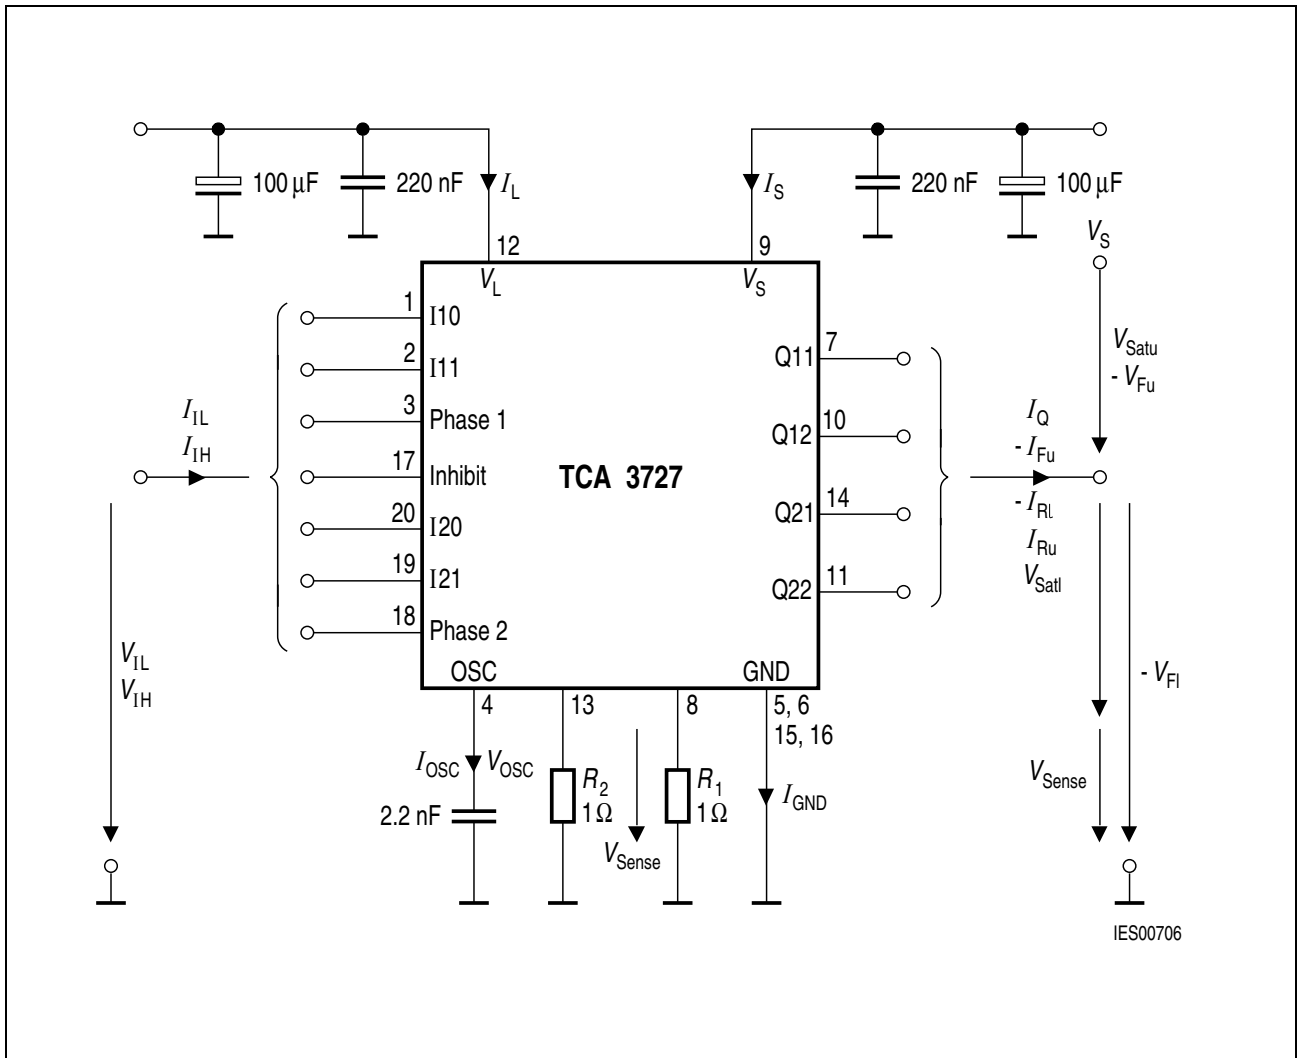 100 µF
220 nF
I_L
I_S
220 nF
100 µF
12
9
V_S
V_L
V_S
1
I10
2
I11
3
Phase 1
17
Inhibit
20
I20
19
I21
18
Phase 2
I_IL
I_IH
V_IL
V_IH
TCA 3727
7
Q11
10
Q12
14
Q21
11
Q22
V_Satu
- V_Fu
I_Q
- I_Fu
- I_Rl
I_Ru
V_Satl
- V_Fl
V_Sense
OSC
GND
4
13
8
5, 6
15, 16
I_OSC
V_OSC
2.2 nF
R_2
1 Ω
V_Sense
R_1
1 Ω
I_GND
IES00706